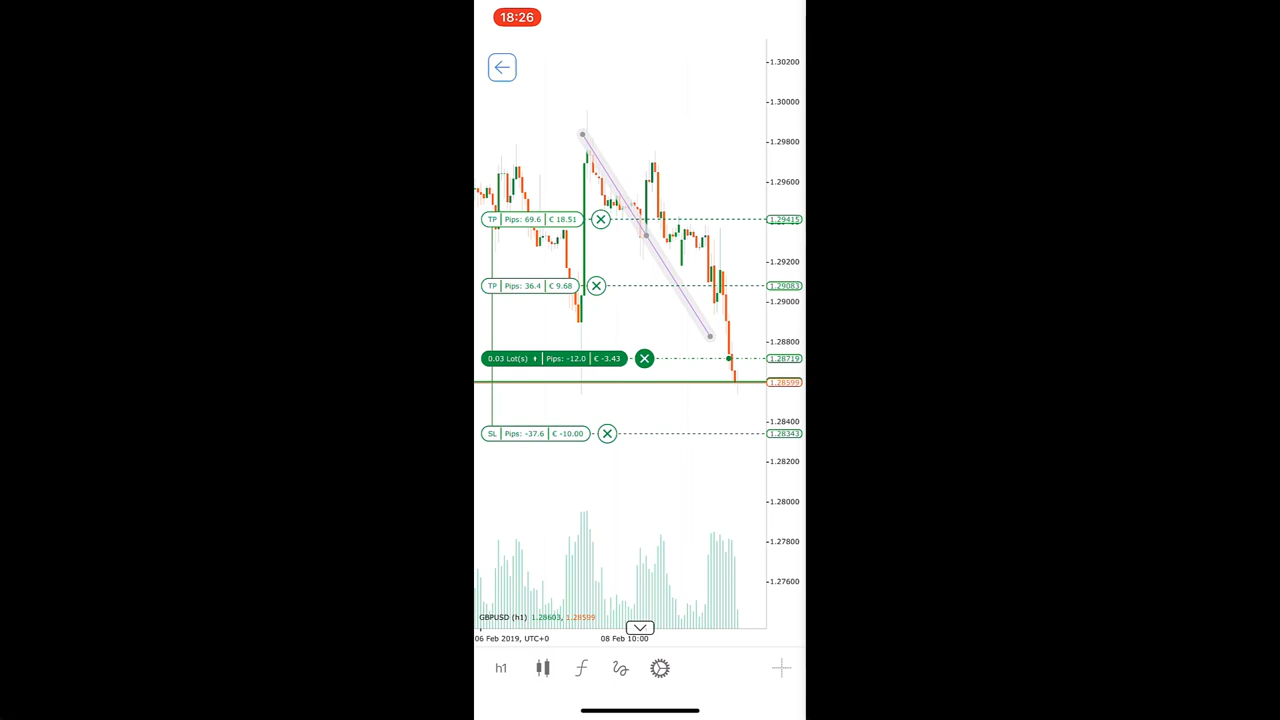 18:26
1.30200
1.30000
1.29800
1.29600
TP Pips: 69.6 € 18.51
1.29415
1.29200
TP Pips: 36.4 € 9.68
1.29083
1.29000
1.28800
0.03 Lot(s) Pips: -12.0 € -3.43
1.28719
1.28599
1.28400
SL Pips: -37.6 € -10.00
1.28343
1.28200
1.28000
1.27800
1.27600
GBPUSD (h1) 1.28603, 1.28599
06 Feb 2019, UTC+0 08 Feb 10:00
h1